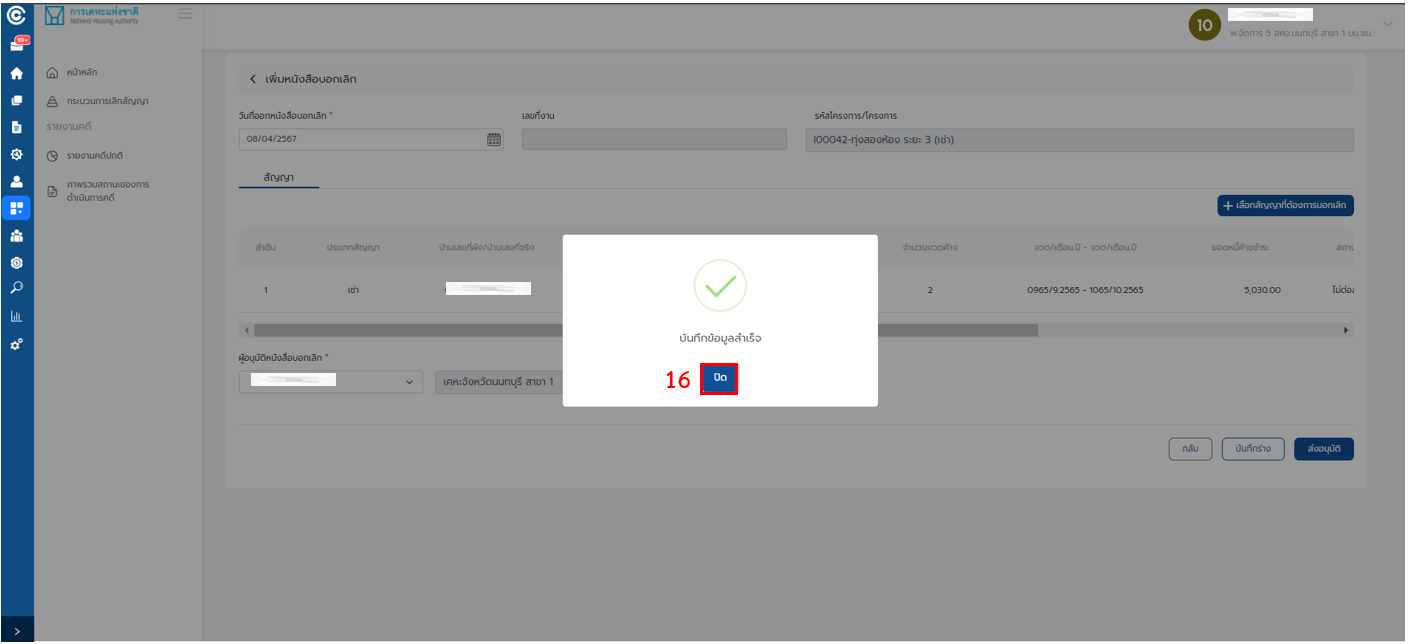 การเคหะแห่งชาติ
National Housing Authority
99+
10
พ.จัดการ 5 สคจ.นนทบุรี สาขา 1 มบ.ชบ.
หน้าหลัก
กระบวนการเลิกสัญญา
รายงานคดี
รายงานคดีปกติ
ภาพรวมสถานะของการ
ดำเนินการคดี
เพิ่มหนังสือบอกเลิก
วันที่ออกหนังสือบอกเลิก * เลขที่งาน รหัสโครงการ/โครงการ
08/04/2567 I00042-ทุ่งสองห้อง ระยะ 3 (เช่า)
สัญญา
+ เลือกสัญญาที่ต้องการบอกเลิก
ลำดับ ประเภทสัญญา บ้านเลขที่ผัง/บ้านเลขที่จริง จำนวนงวดค้าง งวด/เดือน.ปี - งวด/เดือน.ปี ยอดหนี้ค้างชำระ สถาน
1 เช่า 2 0965/9.2565 - 1065/10.2565 5,030.00 ไม่ต่อ
บันทึกข้อมูลสำเร็จ
16 ปิด
ผู้อนุมัติหนังสือบอกเลิก *
เคหะจังหวัดนนทบุรี สาขา 1
กลับ บันทึกร่าง ส่งอนุมัติ